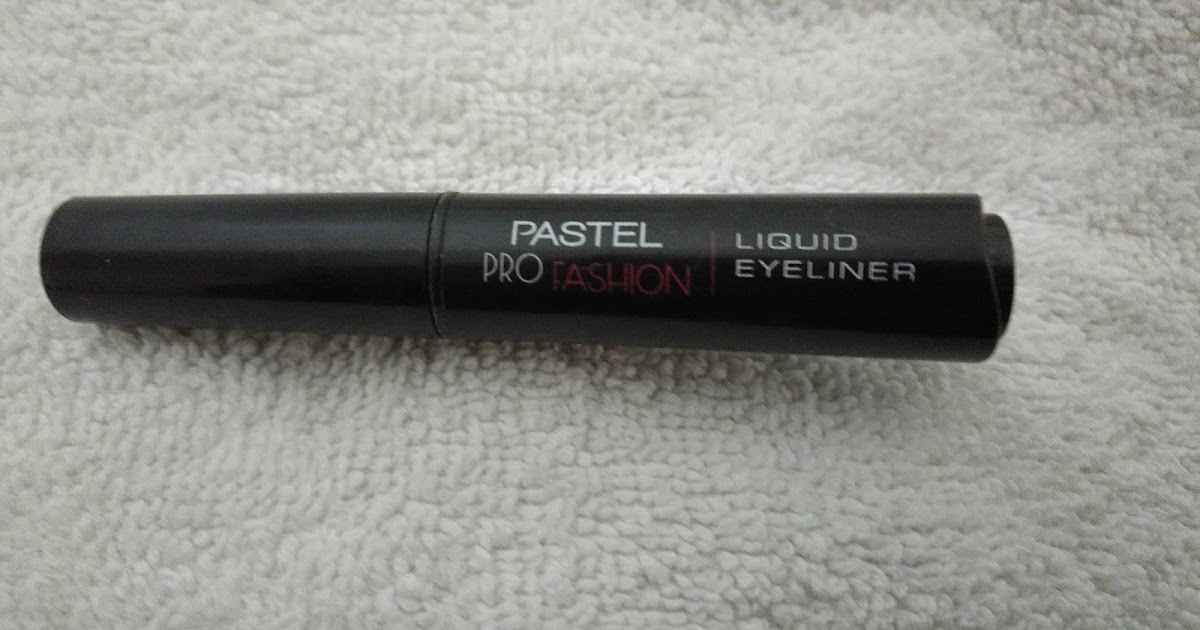 PASTEL
PRO FASHION
LIQUID
EYELINER